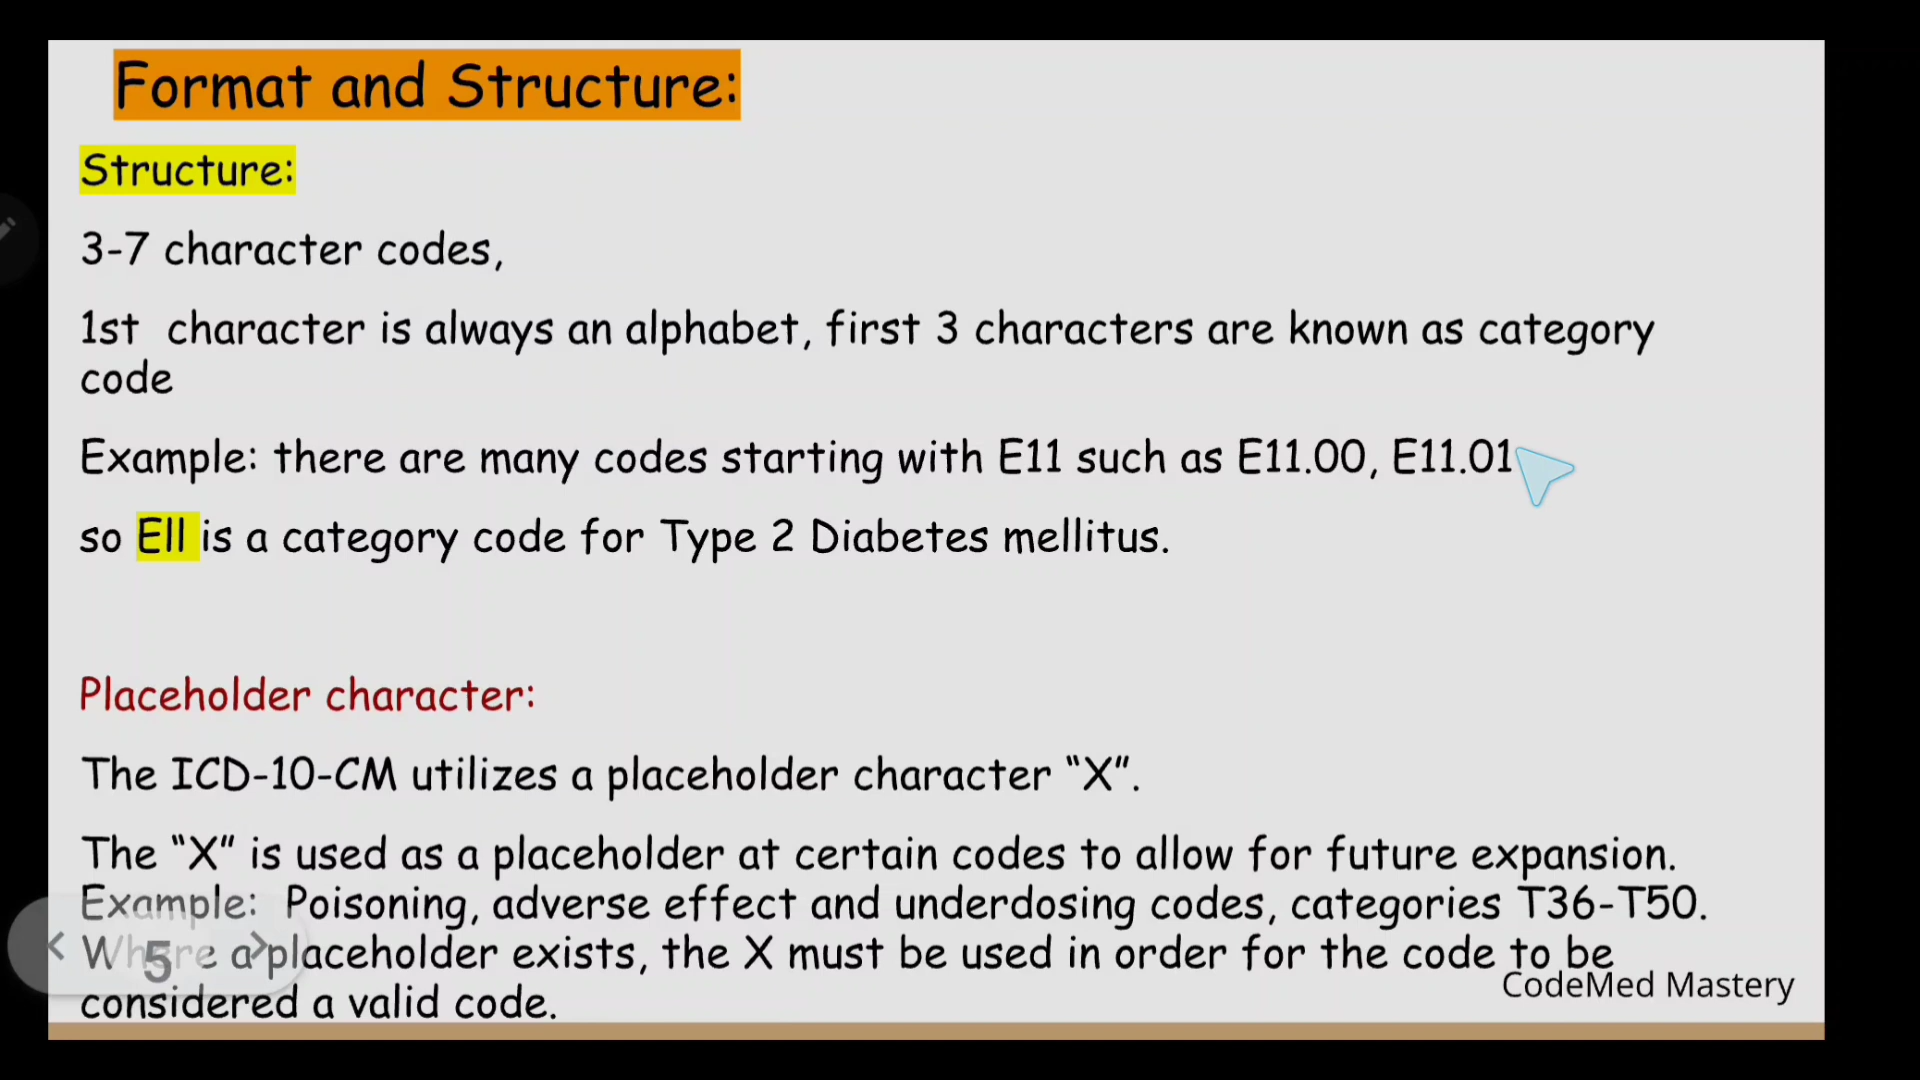 Format and Structure:
Structure:
3-7 character codes,
1st character is always an alphabet, first 3 characters are known as category
code
Example: there are many codes starting with E11 such as E11.00, E11.01
so Ell is a category code for Type 2 Diabetes mellitus.
Placeholder character:
The ICD-10-CM utilizes a placeholder character “X”.
The “X” is used as a placeholder at certain codes to allow for future expansion.
Example: Poisoning, adverse effect and underdosing codes, categories T36-T50.
Where a placeholder exists, the X must be used in order for the code to be
considered a valid code.
CodeMed Mastery
< 5 >